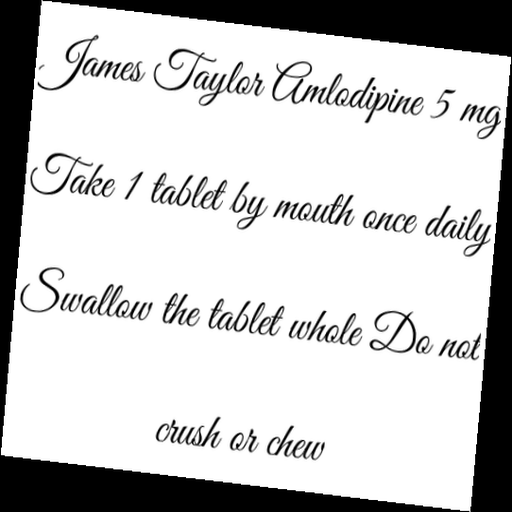 James Taylor Amlodipine 5 mg
Take 1 tablet by mouth once daily
Swallow the tablet whole Do not
crush or chew